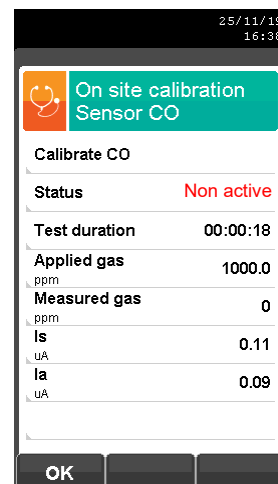 25/11/19
16:38
On site calibration
Sensor CO
Calibrate CO
Status Non active
Test duration 00:00:18
Applied gas 1000.0
ppm
Measured gas 0
ppm
Is 0.11
uA
Ia 0.09
uA
OK